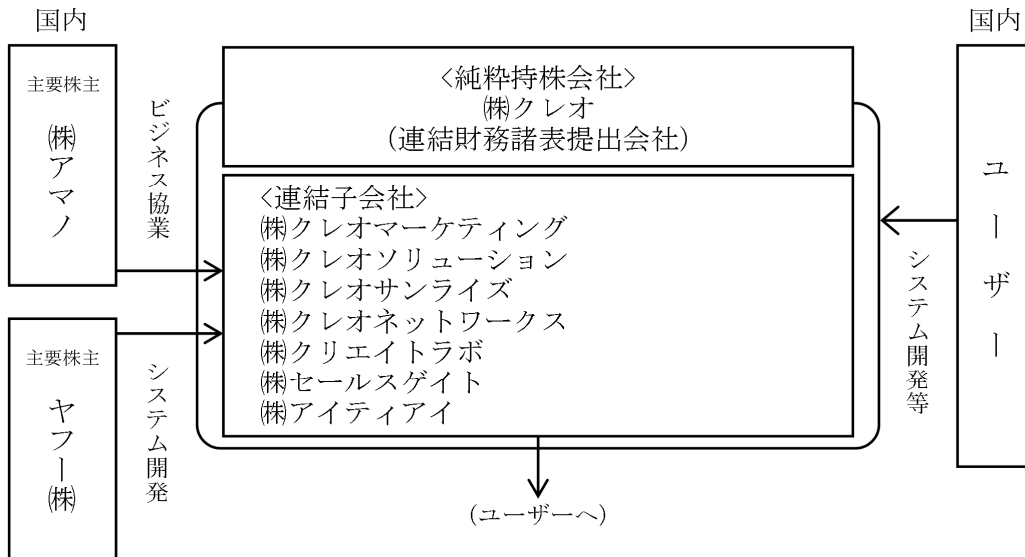 国内
主要株主
㈱アマノ
ビジネス協業
主要株主
ヤフー㈱
システム開発
<純粋持株会社>
㈱クレオ
(連結財務諸表提出会社)
<連結子会社>
㈱クレオマーケティング
㈱クレオソリューション
㈱クレオサンライズ
㈱クレオネットワークス
㈱クリエイトラボ
㈱セールスゲイト
㈱アイティアイ
(ユーザーへ)
国内
ユーザー
システム開発等